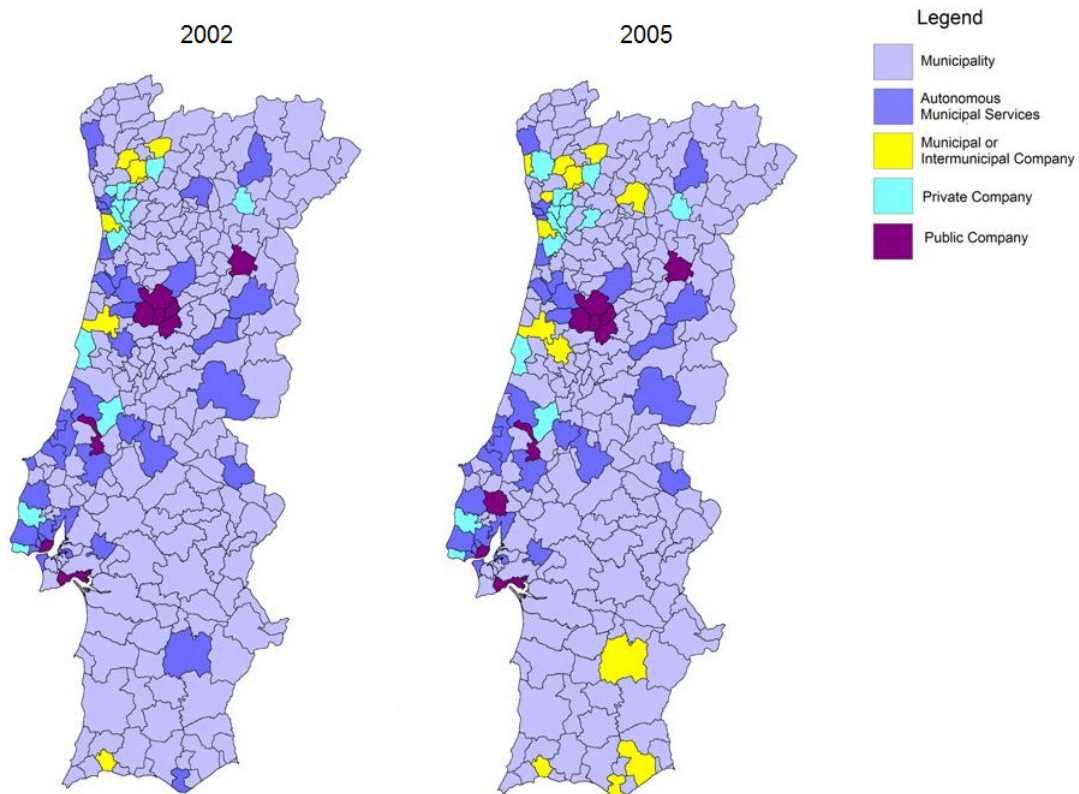 2002
2005
Legend
Municipality
Autonomous
Municipal Services
Municipal or
Intermunicipal Company
Private Company
Public Company